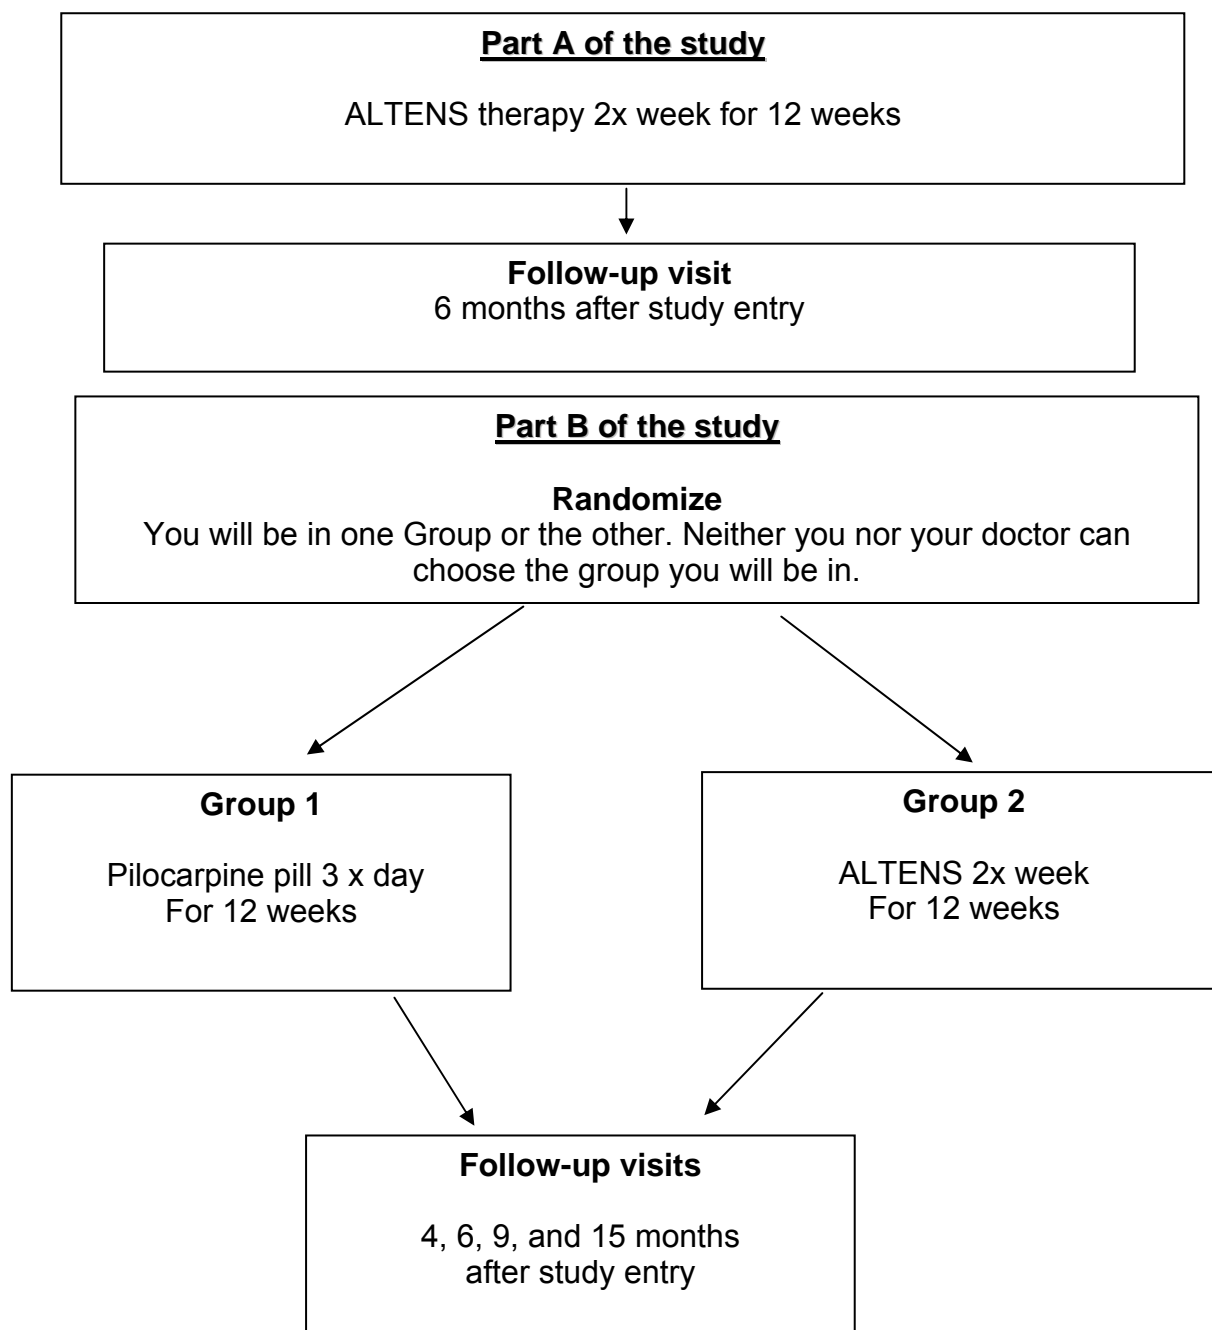 Part A of the study
ALTENS therapy 2x week for 12 weeks
Follow-up visit
6 months after study entry
Part B of the study
Randomize
You will be in one Group or the other. Neither you nor your doctor can
choose the group you will be in.
Group 1
Pilocarpine pill 3 x day
For 12 weeks
Group 2
ALTENS 2x week
For 12 weeks
Follow-up visits
4, 6, 9, and 15 months
after study entry